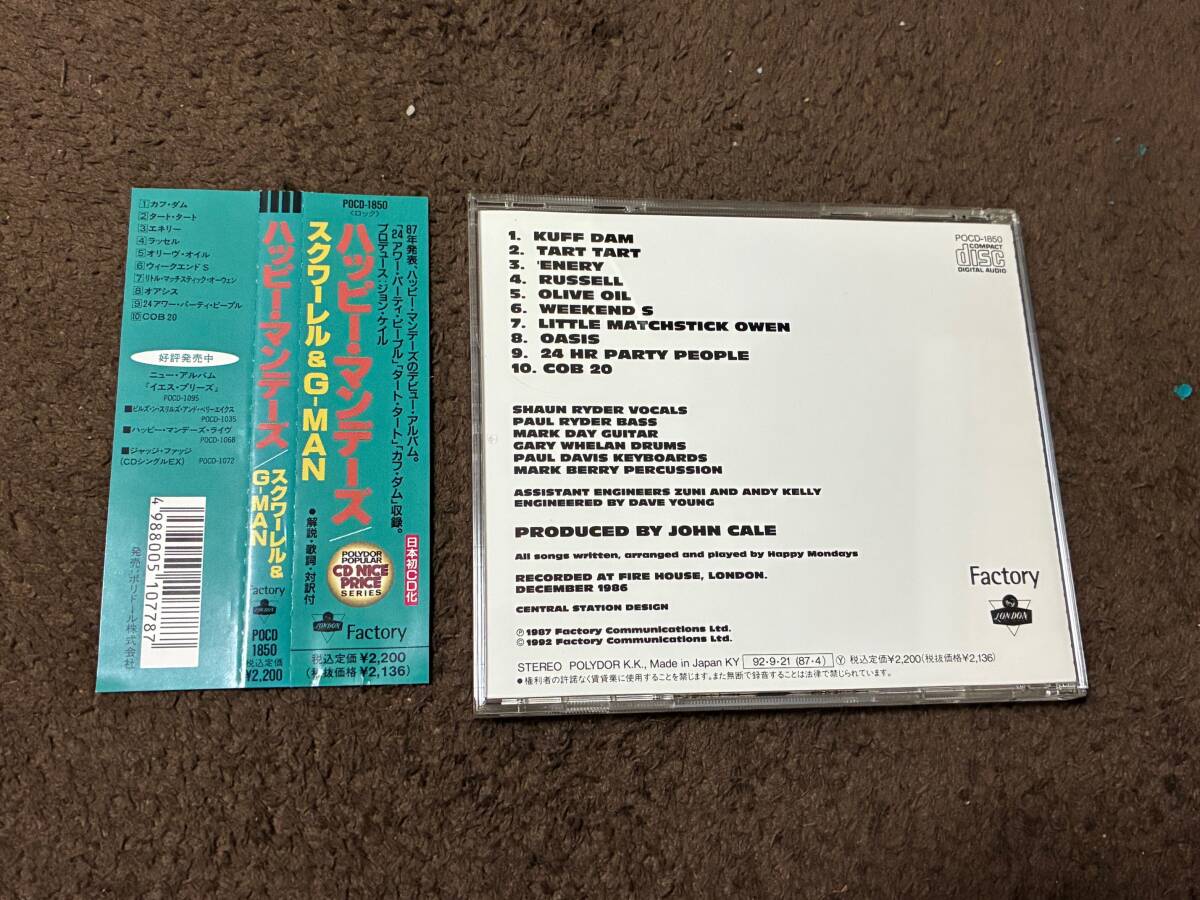 1 カフ・ダム
2 タート・タート
3 エネリー
4 ラッセル
5 オリーヴ・オイル
6 ウィークエンドS
7 リトル・マッチスティック・オーウェン
8 オアシス
9 24アワー・パーティ・ピープル
10 COB 20
好評発売中
ニュー・アルバム
『イエス・プリーズ』
POCD-1095
■ピルズ・ン・スリルズ・アンド・ベリーエイクス
POCD-1035
■ハッピー・マンデーズ・ライヴ
POCD-1068
■ジャッジ・ファッジ
(CDシングルEX) POCD-1072
4988005107787
発売:ポリドール株式会社
ハッピー・マンデーズ/
スクワーレル&
G-MAN
Factory
LONDON
POCD
1850
税込定価
¥2,200
POCD-1850
〈ロック〉
87年発表、ハッピー・マンデーズのデビュー・アルバム。
「24アワー・パーティ・ピープル」「タート・タート」「カフ・ダム」収録。
プロデュース:ジョン・ケイル
ハッピー・マンデーズ/
スクワーレル&G-MAN
●解説・歌詞・対訳付
日本初CD化
POLYDOR
POPULAR
CD NICE
PRICE
SERIES
LONDON
Factory
税込定価¥2,200
(税抜価格¥2,136)
POCD-1850
COMPACT
disc
DIGITAL AUDIO
1. KUFF DAM
2. TART TART
3. 'ENERY
4. RUSSELL
5. OLIVE OIL
6. WEEKEND S
7. LITTLE MATCHSTICK OWEN
8. OASIS
9. 24 HR PARTY PEOPLE
10. COB 20
SHAUN RYDER VOCALS
PAUL RYDER BASS
MARK DAY GUITAR
GARY WHELAN DRUMS
PAUL DAVIS KEYBOARDS
MARK BERRY PERCUSSION
ASSISTANT ENGINEERS ZUNI AND ANDY KELLY
ENGINEERED BY DAVE YOUNG
PRODUCED BY JOHN CALE
All songs written, arranged and played by Happy Mondays
RECORDED AT FIRE HOUSE, LONDON.
DECEMBER 1986
CENTRAL STATION DESIGN
Ⓟ 1987 Factory Communications Ltd.
© 1992 Factory Communications Ltd.
Factory
LONDON
STEREO POLYDOR K.K., Made in Japan KY 92・9・21 (87・4) Ⓨ 税込定価¥2,200(税抜価格¥2,136)
●権利者の許諾なく賃貸業に使用することを禁じます。また無断で録音することは法律で禁じられています。